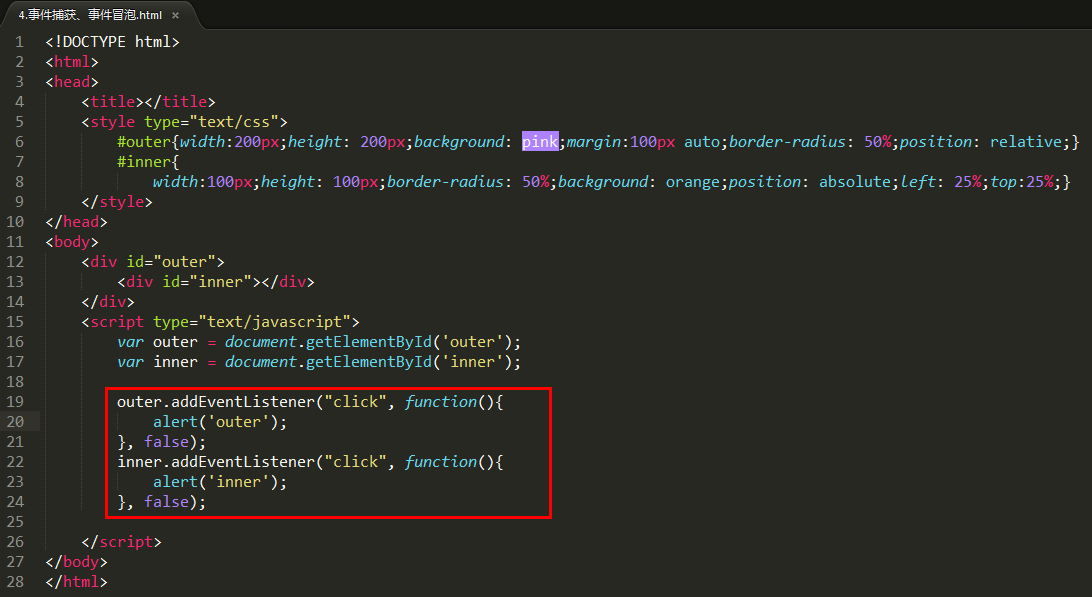 4.事件捕获、事件冒泡.html ×
1 <!DOCTYPE html>
2 <html>
3 <head>
4     <title></title>
5     <style type="text/css">
6         #outer{width:200px;height: 200px;background: pink;margin:100px auto;border-radius: 50%;position: relative;}
7         #inner{
8             width:100px;height: 100px;border-radius: 50%;background: orange;position: absolute;left: 25%;top:25%;}
9     </style>
10 </head>
11 <body>
12     <div id="outer">
13         <div id="inner"></div>
14     </div>
15     <script type="text/javascript">
16         var outer = document.getElementById('outer');
17         var inner = document.getElementById('inner');
18
19         outer.addEventListener("click", function(){
20             alert('outer');
21         }, false);
22         inner.addEventListener("click", function(){
23             alert('inner');
24         }, false);
25
26     </script>
27 </body>
28 </html>